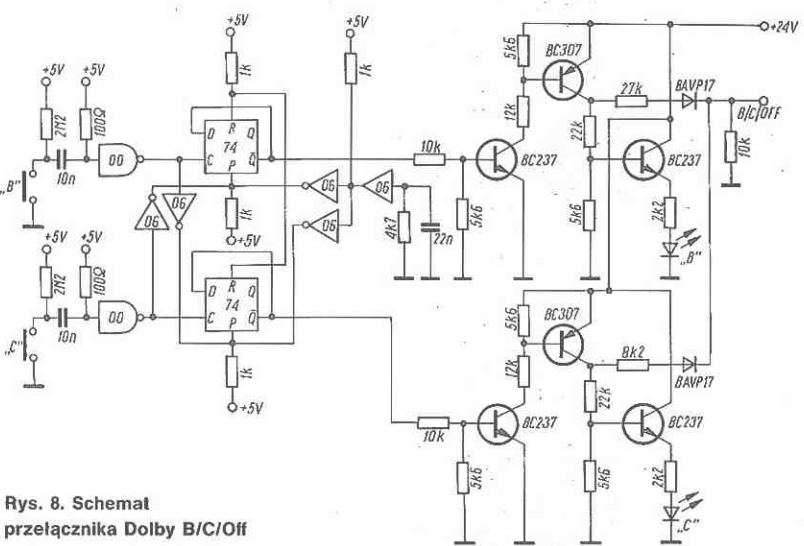 +5V
+5V
+5V
+5V
1k
1k
2M2
100Ω
10n
00
D
R
Q
74
C
P
Q̅
"B"
06
06
06
06
06
1k
+5V
4k7
22n
+5V
+5V
2M2
100Ω
10n
00
D
R
Q
74
C
P
Q̅
„C"
1k
+5V
10k
5k6
BC237
5k6
12k
BC307
+24V
27k
BAVP17
B/C/OFF
10k
22k
BC237
5k6
2k2
„B"
10k
5k6
BC237
5k6
12k
BC307
8k2
BAVP17
22k
BC237
5k6
2k2
„C"
Rys. 8. Schemat
przełącznika Dolby B/C/Off